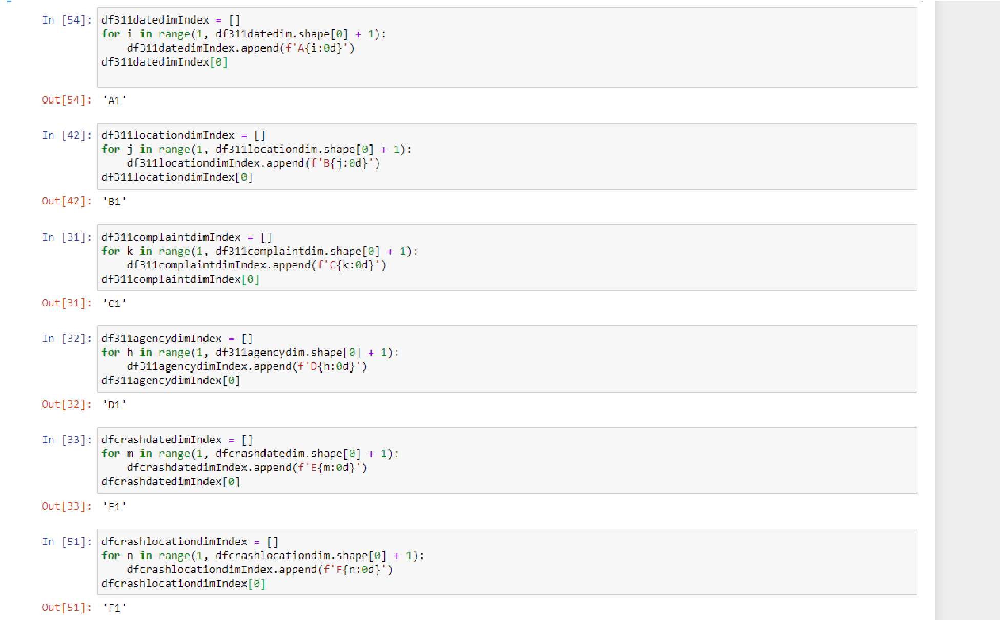 In [54]: df311datedimIndex = []
for i in range(1, df311datedim.shape[0] + 1):
    df311datedimIndex.append(f'A{i:0d}')
df311datedimIndex[0]
Out[54]: 'A1'
In [42]: df311locationdimIndex = []
for j in range(1, df311locationdim.shape[0] + 1):
    df311locationdimIndex.append(f'B{j:0d}')
df311locationdimIndex[0]
Out[42]: 'B1'
In [31]: df311complaintdimIndex = []
for k in range(1, df311complaintdim.shape[0] + 1):
    df311complaintdimIndex.append(f'C{k:0d}')
df311complaintdimIndex[0]
Out[31]: 'C1'
In [32]: df311agencydimIndex = []
for h in range(1, df311agencydim.shape[0] + 1):
    df311agencydimIndex.append(f'D{h:0d}')
df311agencydimIndex[0]
Out[32]: 'D1'
In [33]: dfcrashdatedimIndex = []
for m in range(1, dfcrashdatedim.shape[0] + 1):
    dfcrashdatedimIndex.append(f'E{m:0d}')
dfcrashdatedimIndex[0]
Out[33]: 'E1'
In [51]: dfcrashlocationdimIndex = []
for n in range(1, dfcrashlocationdim.shape[0] + 1):
    dfcrashlocationdimIndex.append(f'F{n:0d}')
dfcrashlocationdimIndex[0]
Out[51]: 'F1'